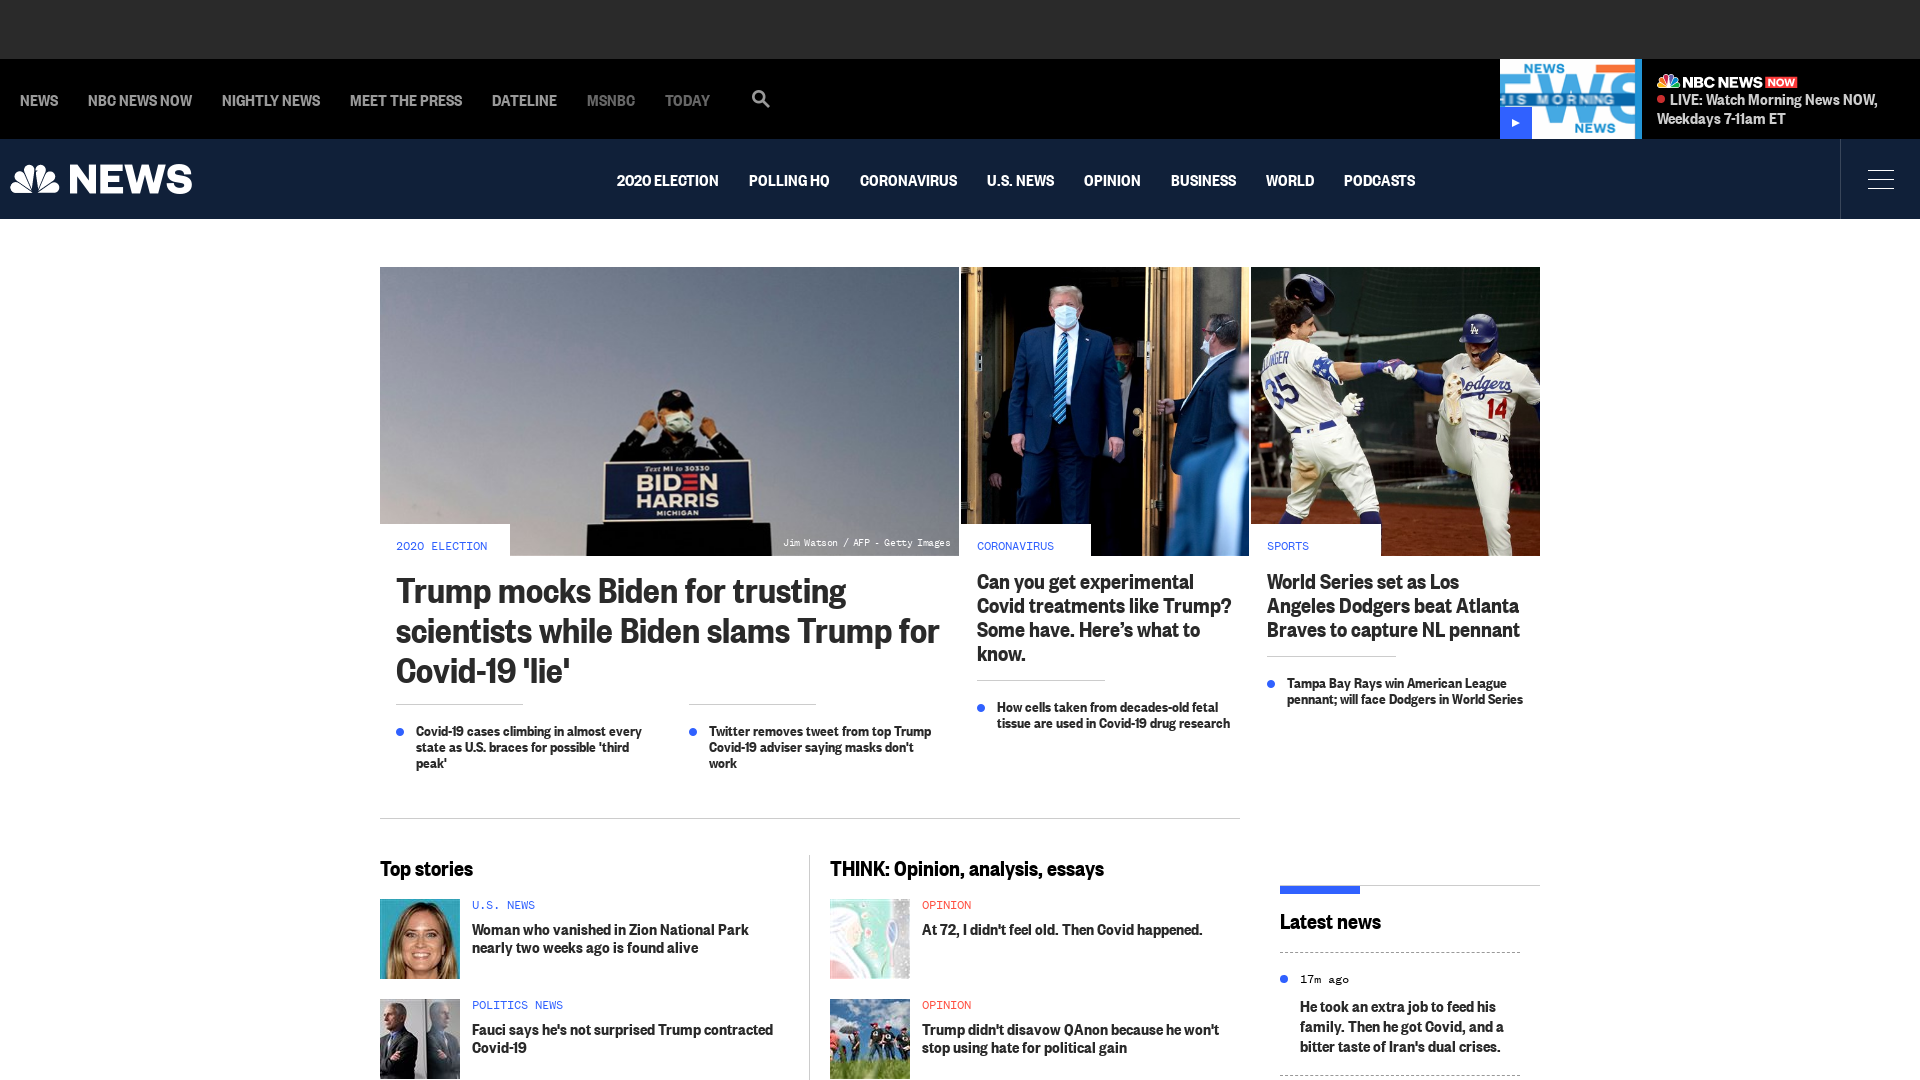 NEWS
NBC NEWS NOW
NIGHTLY NEWS
MEET THE PRESS
DATELINE
MSNBC
TODAY
NEWS
HIS MORNING
NEWS
NBC NEWS NOW
LIVE: Watch Morning News NOW,
Weekdays 7-11am ET
NEWS
2020 ELECTION
POLLING HQ
CORONAVIRUS
U.S. NEWS
OPINION
BUSINESS
WORLD
PODCASTS
Text MI to 30330
BIDEN
HARRIS
MICHIGAN
Jim Watson / AFP - Getty Images
2020 ELECTION
Trump mocks Biden for trusting
scientists while Biden slams Trump for
Covid-19 'lie'
Covid-19 cases climbing in almost every
state as U.S. braces for possible 'third
peak'
Twitter removes tweet from top Trump
Covid-19 adviser saying masks don't
work
CORONAVIRUS
Can you get experimental
Covid treatments like Trump?
Some have. Here’s what to
know.
How cells taken from decades-old fetal
tissue are used in Covid-19 drug research
LINGER
35
LA
Dodgers
14
SPORTS
World Series set as Los
Angeles Dodgers beat Atlanta
Braves to capture NL pennant
Tampa Bay Rays win American League
pennant; will face Dodgers in World Series
Top stories
U.S. NEWS
Woman who vanished in Zion National Park
nearly two weeks ago is found alive
POLITICS NEWS
Fauci says he's not surprised Trump contracted
Covid-19
THINK: Opinion, analysis, essays
OPINION
At 72, I didn't feel old. Then Covid happened.
OPINION
Trump didn't disavow QAnon because he won't
stop using hate for political gain
Latest news
17m ago
He took an extra job to feed his
family. Then he got Covid, and a
bitter taste of Iran's dual crises.